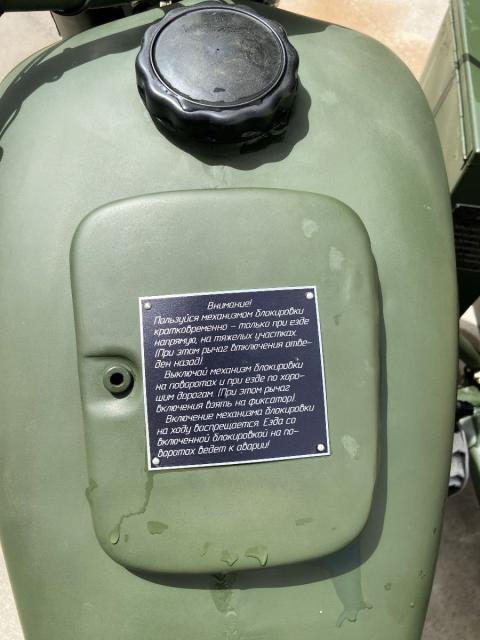 Внимание!
Пользуйся механизмом блокировки
кратковременно – только при езде
напрямую, на тяжелых участках.
(При этом рычаг втключения отве-
ден назад).
Выключай механизм блокировки
на поворотах и при езде по хоро-
шим дорогам. (При этом рычаг
включения взять на фиксатор).
Включение механизма блокировки
на ходу воспрещается. Езда со
включенной блокировкой на по-
воротах ведет к аварии!